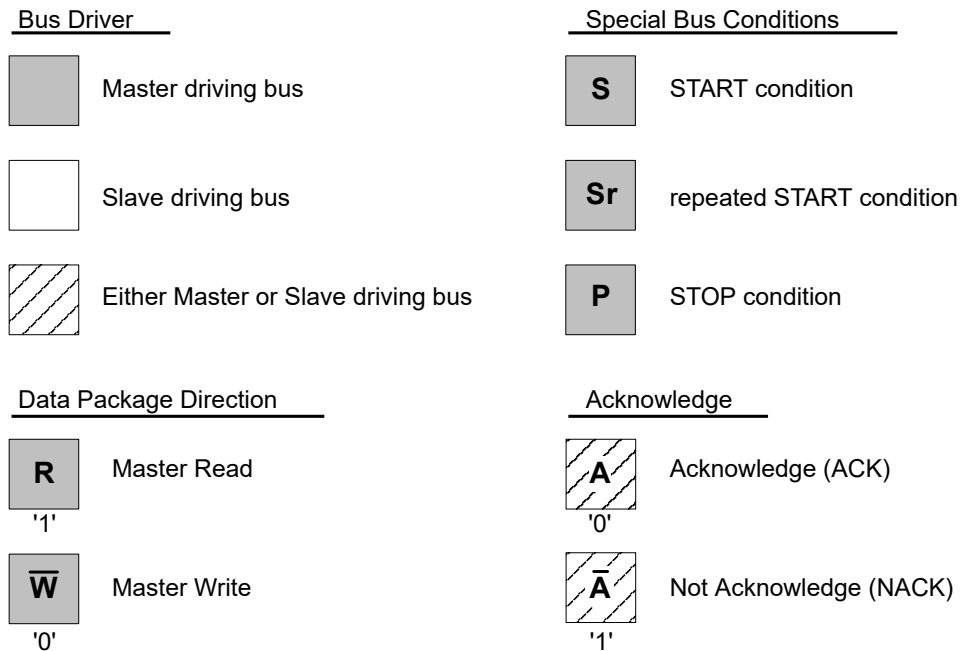 Bus Driver
Master driving bus
Slave driving bus
Either Master or Slave driving bus
Special Bus Conditions
S START condition
Sr repeated START condition
P STOP condition
Data Package Direction
R Master Read
'1'
W̅ Master Write
'0'
Acknowledge
A Acknowledge (ACK)
'0'
A̅ Not Acknowledge (NACK)
'1'